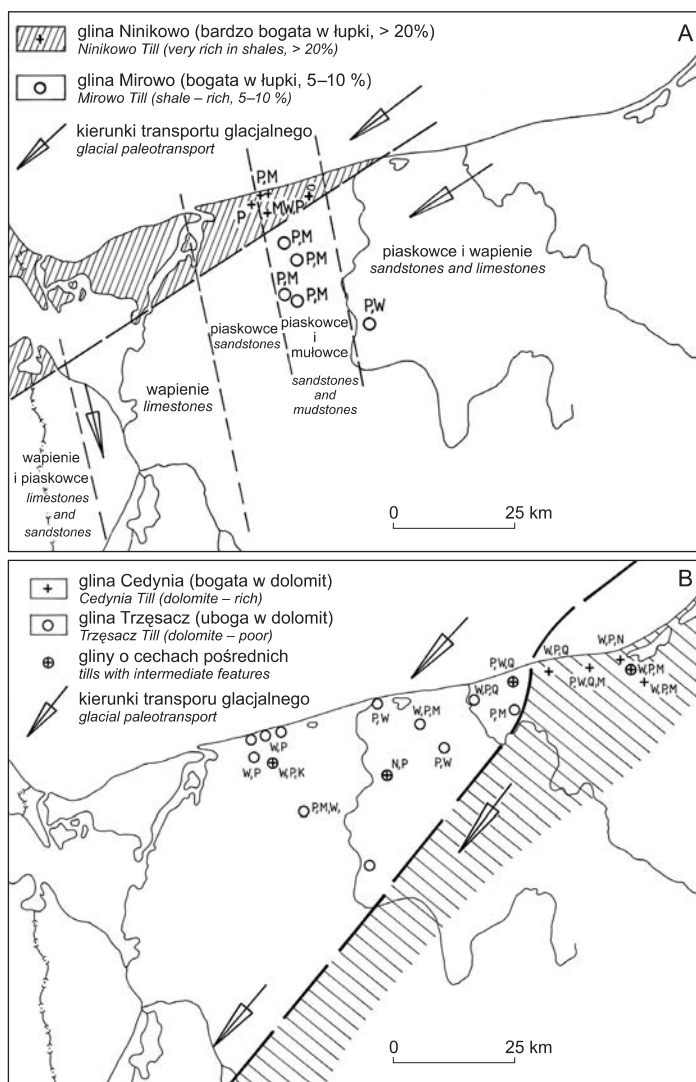 A
glina Ninikowo (bardzo bogata w łupki, > 20%)
Ninikowo Till (very rich in shales, > 20%)
glina Mirowo (bogata w łupki, 5–10 %)
Mirowo Till (shale – rich, 5–10 %)
kierunki transportu glacjalnego
glacial paleotransport
P,M
P
MW,P
P,M
P,M
P,M
P,M
P,W
piaskowce i wapienie
sandstones and limestones
piaskowce
sandstones
piaskowce
i
mułowce
sandstones
and
mudstones
wapienie
limestones
wapienie
i piaskowce
limestones
and
sandstones
0 25 km
B
glina Cedynia (bogata w dolomit)
Cedynia Till (dolomite – rich)
glina Trzęsacz (uboga w dolomit)
Trzęsacz Till (dolomite – poor)
gliny o cechach pośrednich
tills with intermediate features
kierunki transporu glacjalnego
glacial paleotransport
W,P,Q
W,P,N
P,W,Q
P,W,Q,M
W,P,M
W,P,M
W,P,Q
P,M
P,W
W,P,M
P,W
N,P
W,P
W,P
W,P,K
P,M,W,
0 25 km